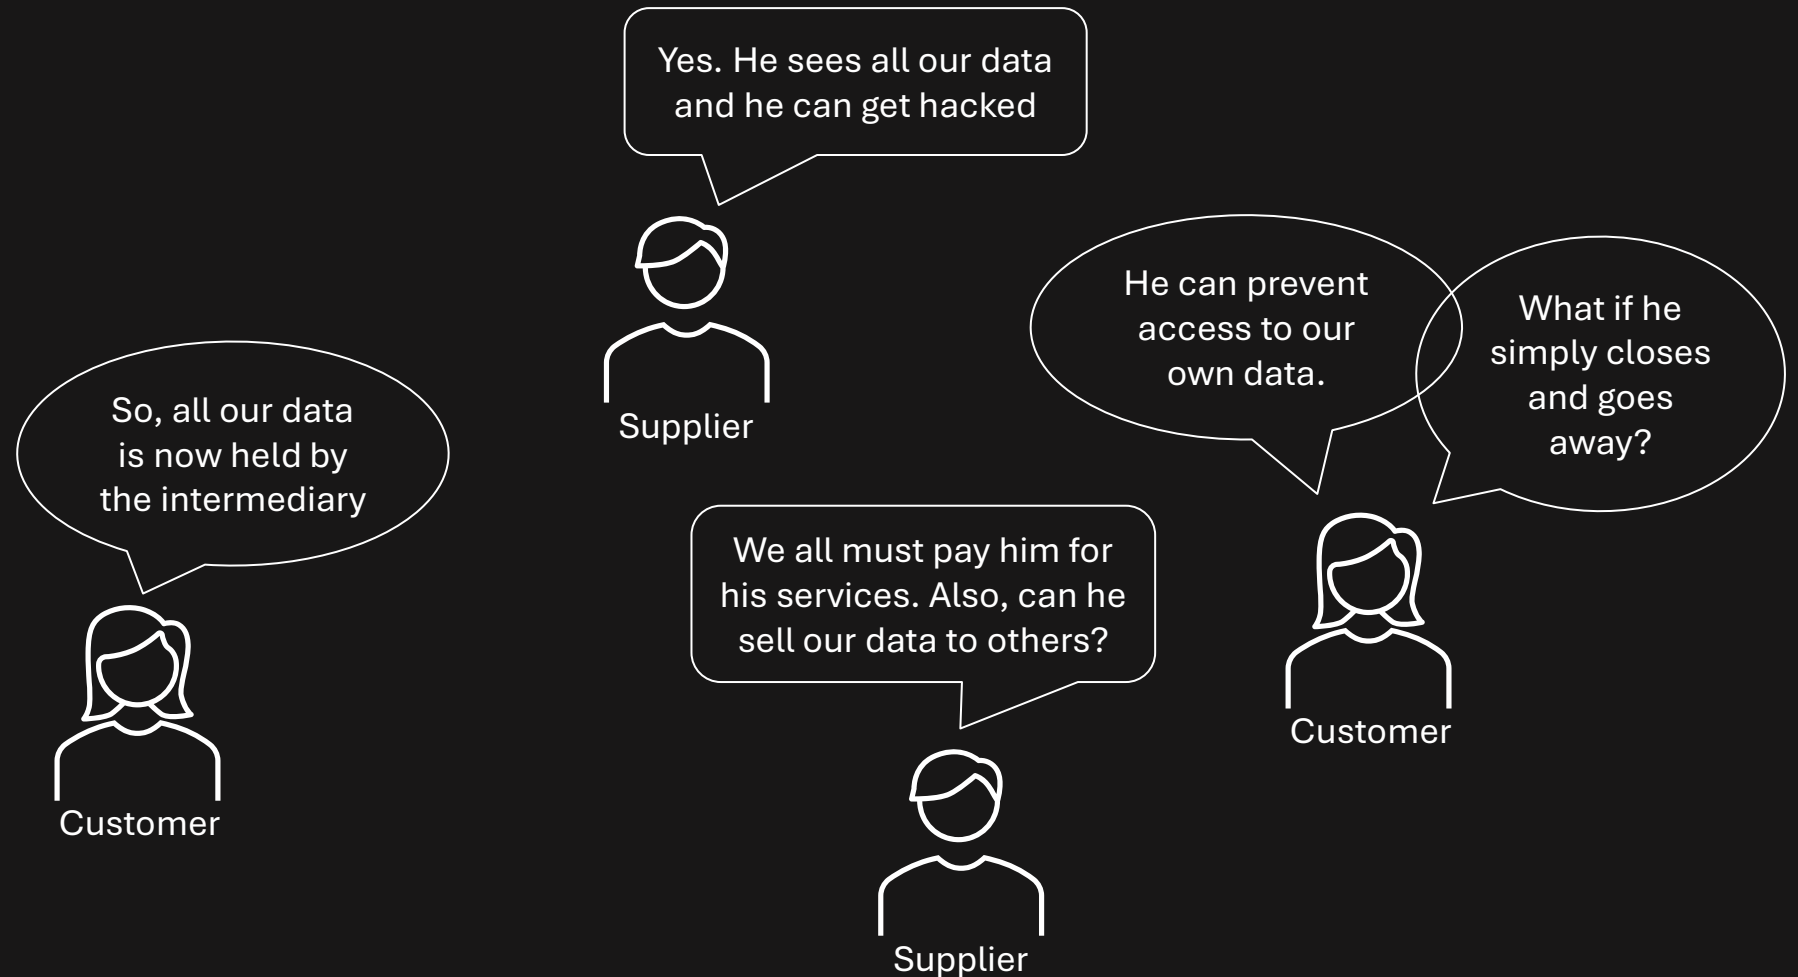 Yes. He sees all our data
and he can get hacked
Supplier
So, all our data
is now held by
the intermediary
Customer
He can prevent
access to our
own data.
What if he
simply closes
and goes
away?
Customer
We all must pay him for
his services. Also, can he
sell our data to others?
Supplier